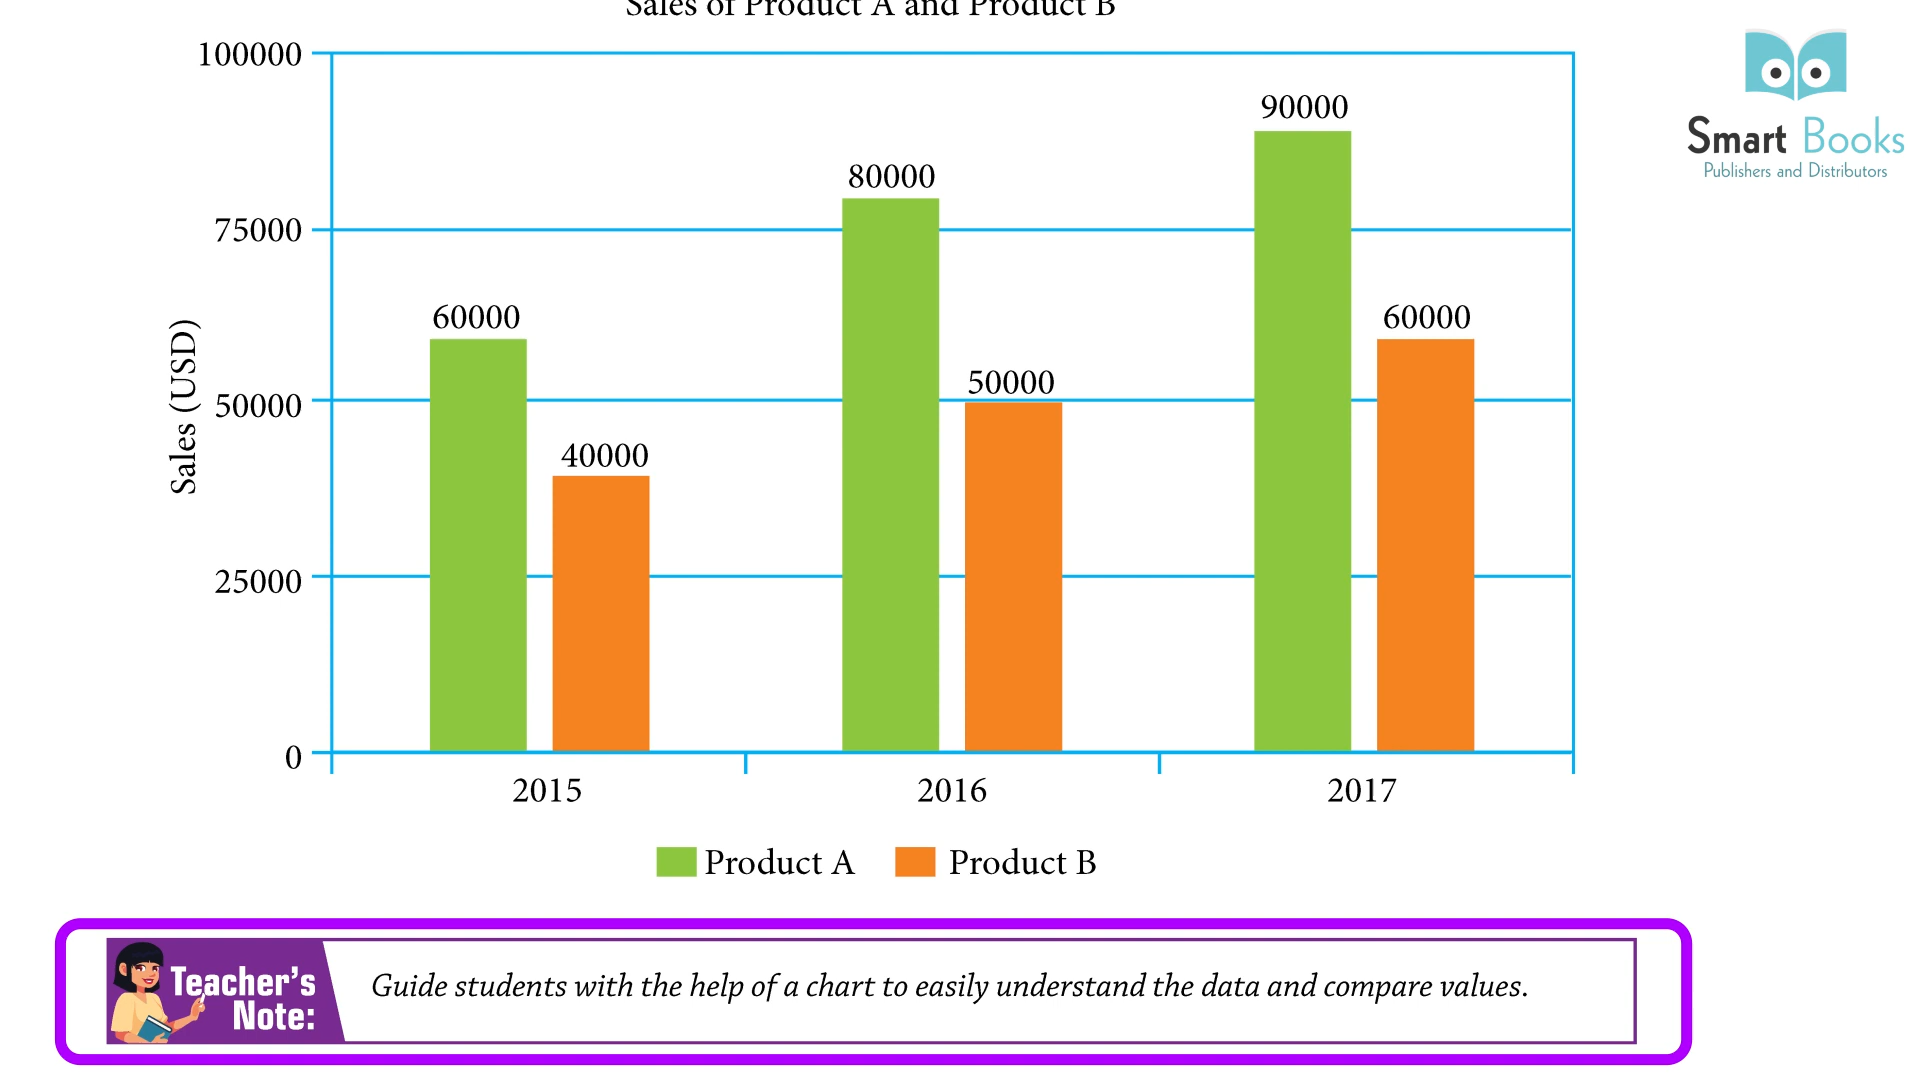 Sales of Product A and Product B
100000
90000
80000
75000
60000
60000
50000
50000
40000
25000
0
Sales (USD)
2015 2016 2017
Product A Product B
Smart Books
Publishers and Distributors
Teacher's
Note:
Guide students with the help of a chart to easily understand the data and compare values.